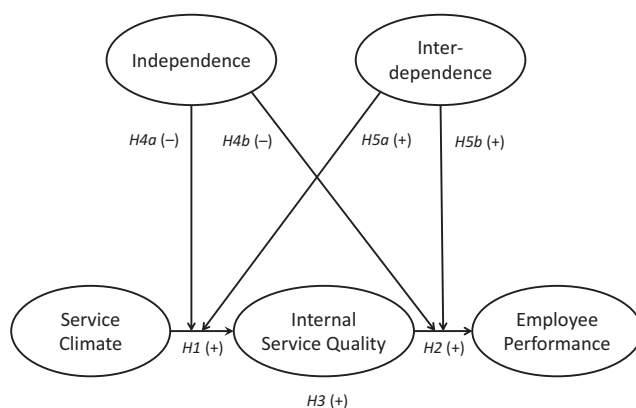 Independence
Inter-
dependence
H4a (–)
H4b (–)
H5a (+)
H5b (+)
Service
Climate
H1 (+)
Internal
Service Quality
H2 (+)
Employee
Performance
H3 (+)